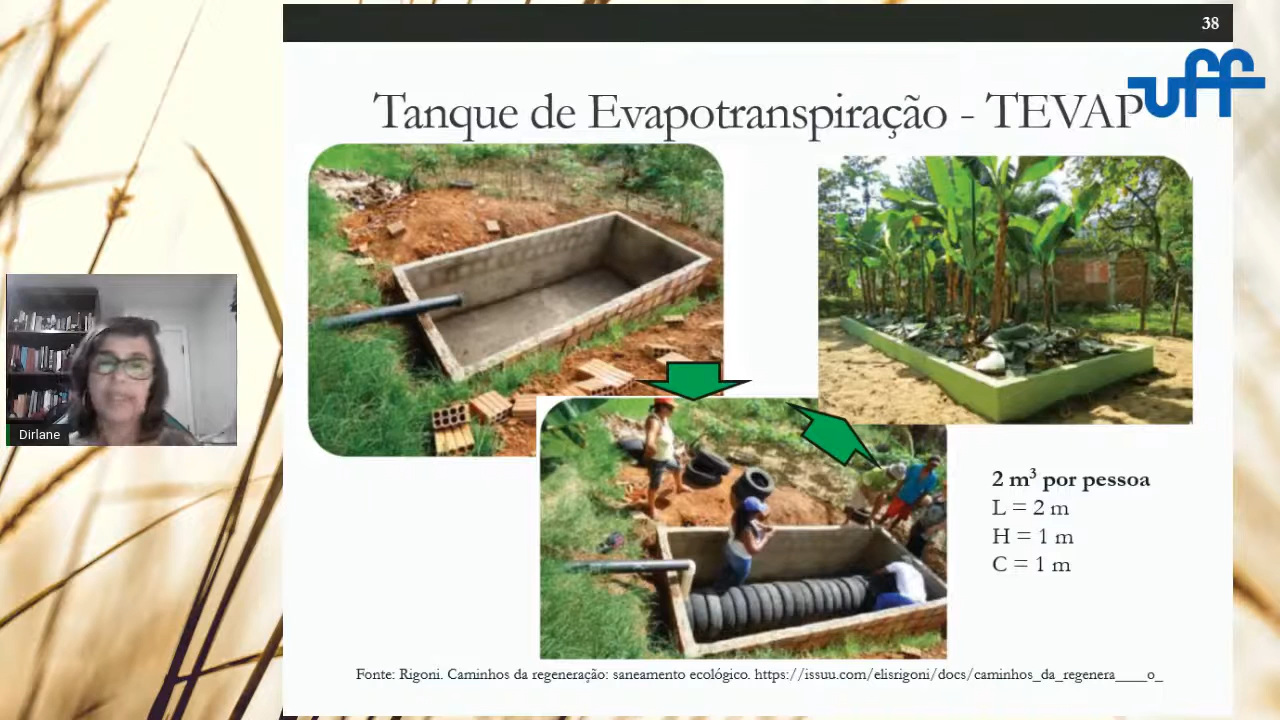 38
uff
Tanque de Evapotranspiração - TEVAP
Dirlane
2 m³ por pessoa
L = 2 m
H = 1 m
C = 1 m
Fonte: Rigoni. Caminhos da regeneração: saneamento ecológico. https://issuu.com/elisrigoni/docs/caminhos_da_regenera____o_